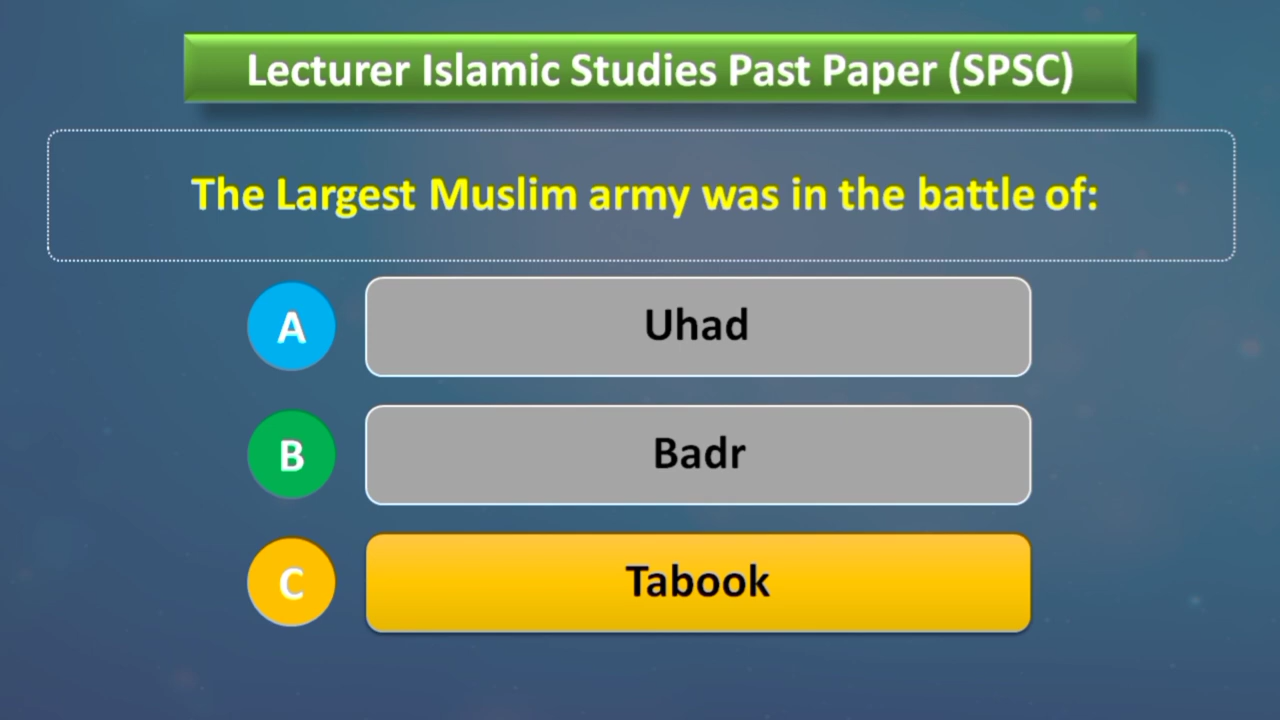 Lecturer Islamic Studies Past Paper (SPSC)
The Largest Muslim army was in the battle of:
A Uhad
B Badr
C Tabook